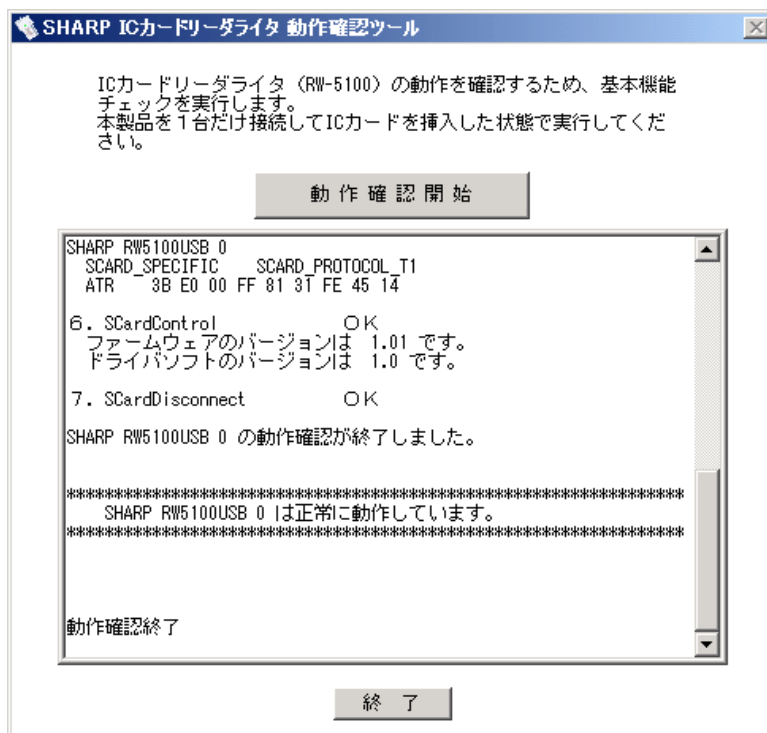 SHARP ICカードリーダライタ 動作確認ツール
ICカードリーダライタ（RW-5100）の動作を確認するため、基本機能
チェックを実行します。
本製品を１台だけ接続してICカードを挿入した状態で実行してくだ
さい。
動 作 確 認 開 始
SHARP RW5100USB 0
SCARD_SPECIFIC SCARD_PROTOCOL_T1
ATR 3B E0 00 FF 81 31 FE 45 14
６．SCardControl ＯＫ
ファームウェアのバージョンは 1.01 です。
ドライバソフトのバージョンは 1.0 です。
７．SCardDisconnect ＯＫ
SHARP RW5100USB 0 の動作確認が終了しました。
*****************************************************************
SHARP RW5100USB 0 は正常に動作しています。
*****************************************************************
動作確認終了
終 了